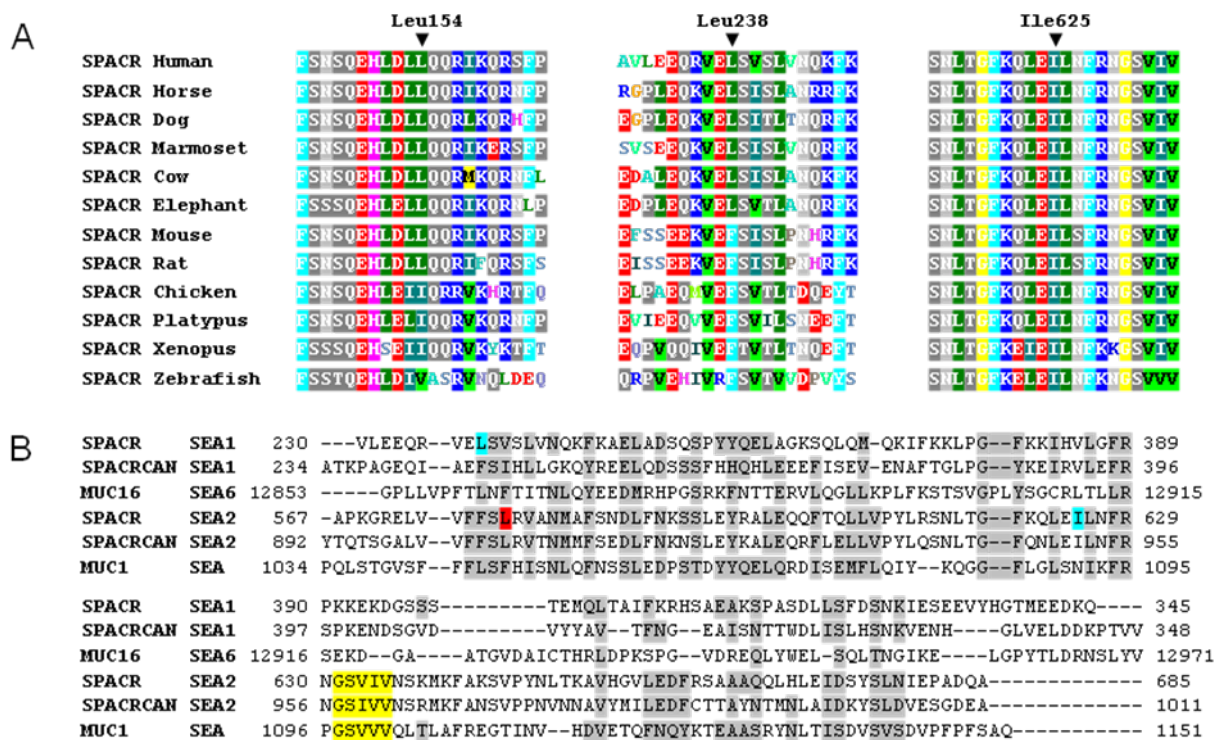 A
Leu154 Leu238 Ile625
SPACR Human FSNSQEHLDLLQQRIKQRSFP AVLEEQRVELSVSLVNQKFK SNLTGFKQLEILNFRNGSVIV
SPACR Horse FSNSQEHLDLLQQRIKQRNFP RGPLEQKVELSITLANRRFK SNLTGFKQLEILNFRNGSVIV
SPACR Dog FSNSQEHLDLLQQRLKQRHFP EGPLEQKVELSITLTNQRFK SNLTGFKQLEILNFRNGSVIV
SPACR Marmoset FSNSQEHLDLLQQRIKERSFP SVSEEQKVELSISLVNQRFK SNLTGFKQLEILNFRNGSVIV
SPACR Cow FSNSQEHLDLLQQRMKQRNFL EDALEQKVELSISLANQKFK SNLTGFKQLEILNFRNGSVIV
SPACR Elephant FSSSQEHLELLQQRIKQRNLP EDPLEQKVELSVTLANQRFK SNLTGFKQLEILNFRNGSVIV
SPACR Mouse FSNSQEHLDLLQQRIKQRSFP EFSSEEKVEFSISLPNHRFK SNLTGFKQLEILSFRNGSVIV
SPACR Rat FSNSQEHLDLLQQRIFQRSFS EISSEEKVEFSISLPNHRFK SNLTGFKQLEILSFRNGSVIV
SPACR Chicken FSNSQEHLEIIQRRVKHRTFQ ELPAEQMVEFSVTLTDQEYT SNLTGFKQLEILNFRNGSVIV
SPACR Platypus FSNSQEHLELIQQRVKQRNFP EVIEEQVVEFSVILSNEEFT SNLTGFKQLEILNFRNGSVIV
SPACR Xenopus FSSSQEHSEIIQQRVKYKTFT EQPVQQIVEFTVTLTNQEFT SNLTGFKEIEILNFKKGSVIV
SPACR Zebrafish FSSTQEHLDIVASRVNQLDEQ QRPVEHIVRFSVTVVDPVYS SNLTGFKELEILNFKNGSVVV
B
SPACR SEA1 230 ---VLEEQR--VELSVSLVNQKFKAELADSQSPYYQELAGKSQLQM-QKIFKKLPG--FKKIHVLGFR 389
SPACRCAN SEA1 234 ATKPAGEQI-AEFSIHLLGKQYREELQDSSSFHHQHLEEEFISEV-ENAFTGLPG--YKEIRVLEFR 396
MUC16 SEA6 12853 ----GPLLVPFTLNFTITNLQYEEDMRHPGSRKFNTTERVLQGLLKPLFKSTSVGPLYSGCRLTLLR 12915
SPACR SEA2 567 -APKGRELV-VFFSLRVANMAFSNDLFNKSSLEYRALEQQFTQLLVPYLRSNLTG--FKQLEILNFR 629
SPACRCAN SEA2 892 YTQTSGALV-VFFSLRVTNMMFSEDLFNKNSLEYKALEQRFLELLVPYLQSNLTG--FQNLEILNFR 955
MUC1 SEA 1034 PQLSTGVSF-FFLSFHISNLQFNSSLEDPSTDYYQELQRDISEMFLQIY-KQGG--FLGLSNIKFR 1095
SPACR SEA1 390 PKKEKDGSSS---------TEMQLTAIFKRHSAEAKSPASDLLSFDSNKIESEEVYHGTMEEDKQ---- 345
SPACRCAN SEA1 397 SPKENDSGVD---------VYYAV--TFNG--EAISNTTWDLISLHSNKVENH---GLVELDDKPTVV 348
MUC16 SEA6 12916 SEKD--GA---ATGVDAICTHRLDPKSPG--VDREQLYWEL-SQLTNGIKE---LGPYTLDRNSLYV 12971
SPACR SEA2 630 NGSVIVNSKMKFAKSVPYNLTKAVHGVLEDFRSAAAQQLHLEIDSYSLNIEPADQA---------- 685
SPACRCAN SEA2 956 NGSIVVNSRMKFANSVPPNVNNAVYMILEDFCTTAYNTMNLAIDKYSLDVESGDEA---------- 1011
MUC1 SEA 1096 PGSVVVQLTLAFREGTINV--HDVETQFNQYKTEAASRYNLTISDVSVSDVPFPFSAQ------- 1151